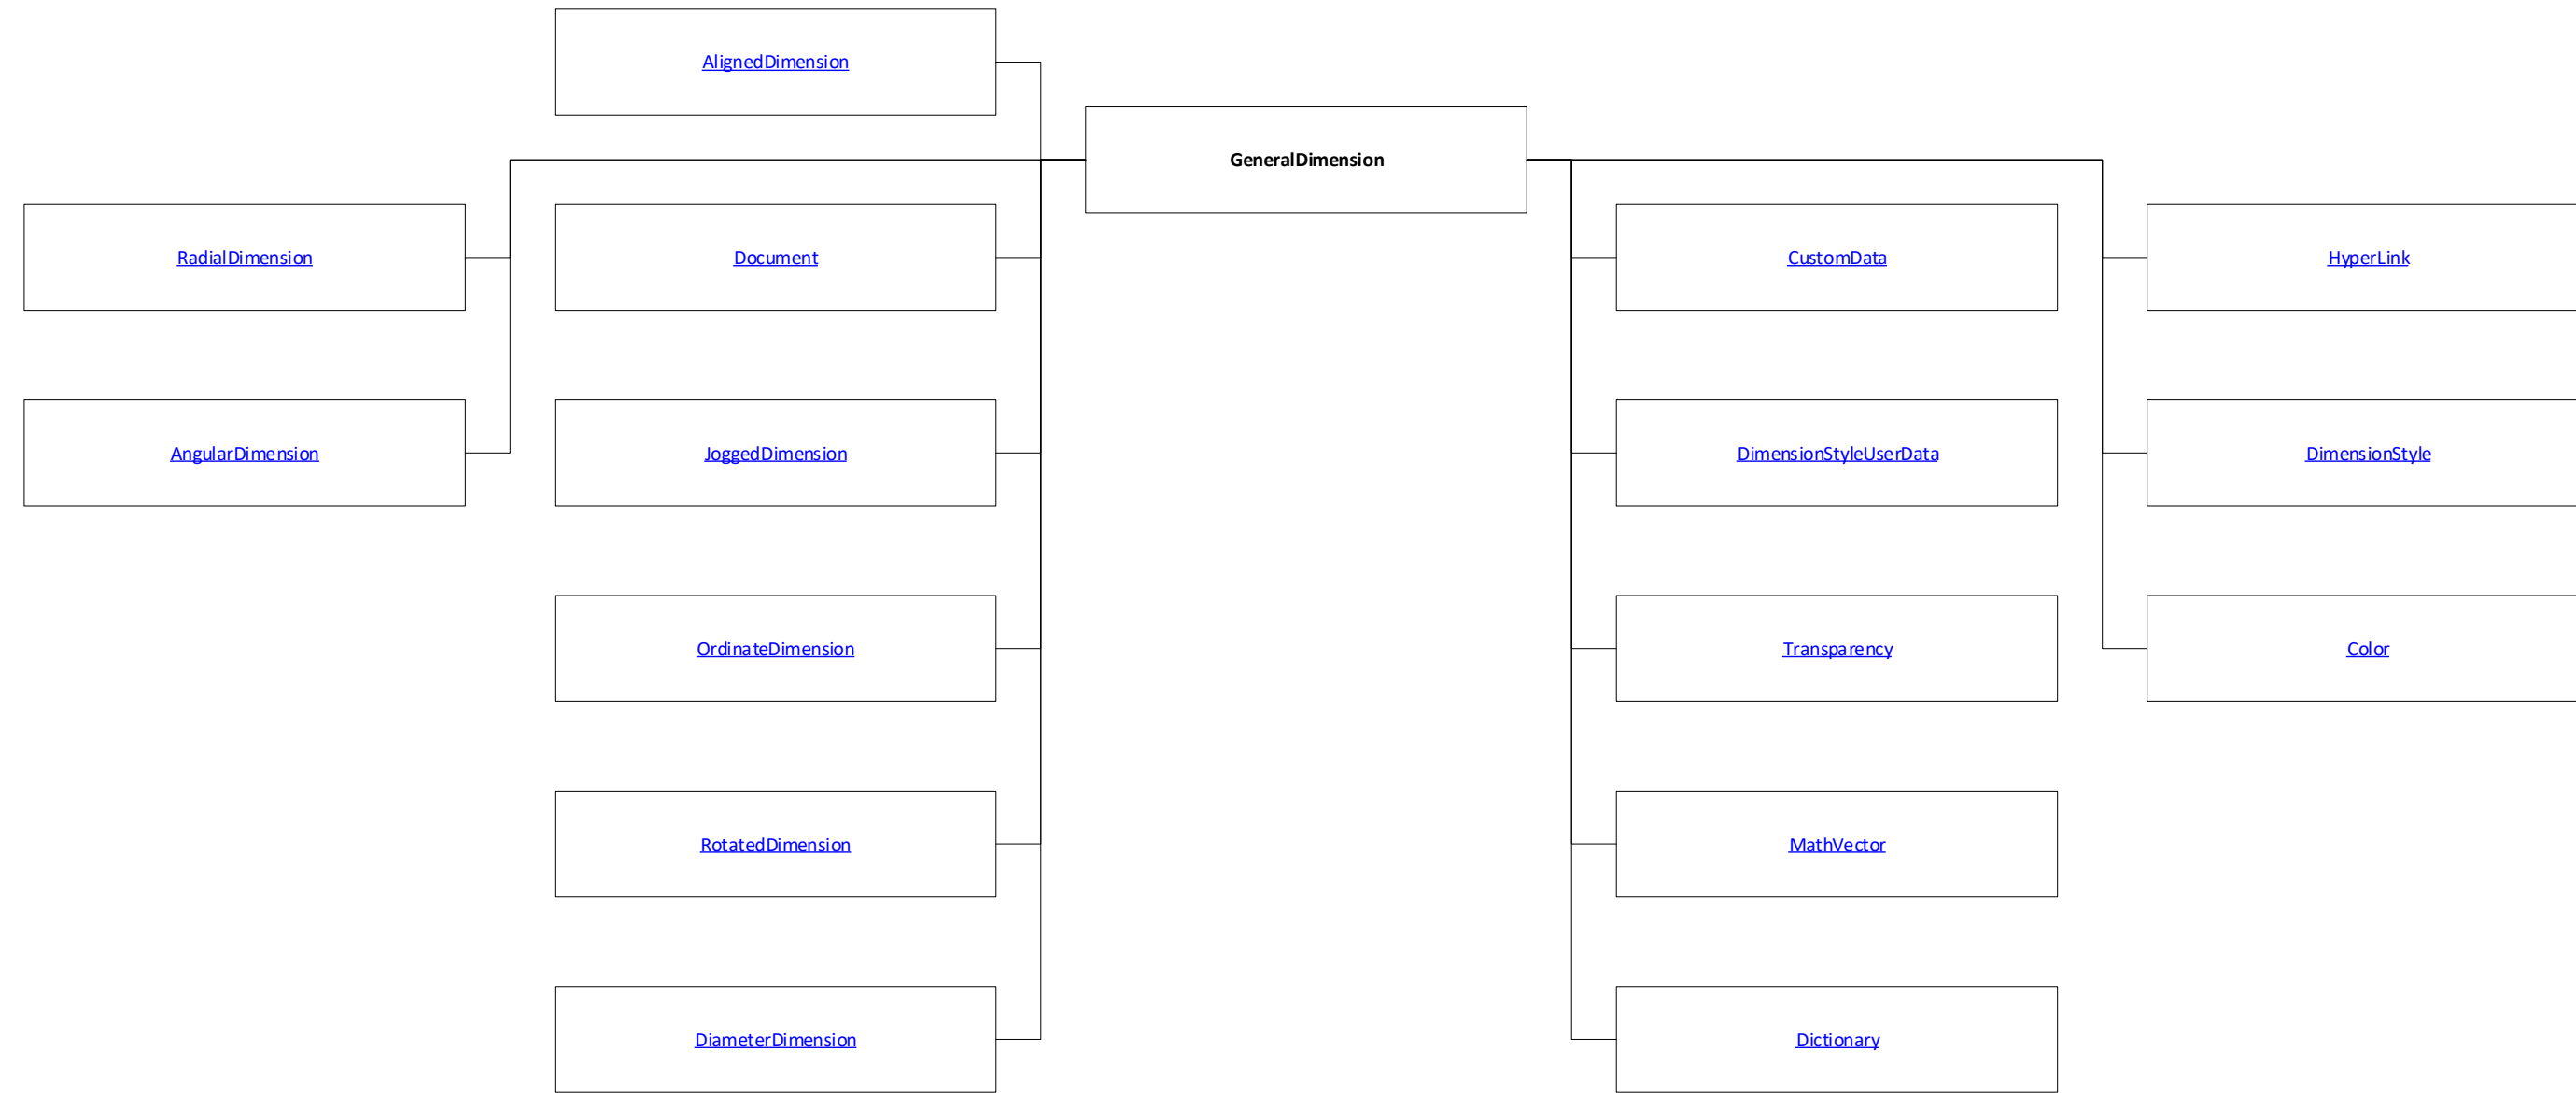 AlignedDimension
GeneralDimension
RadialDimension
Document
CustomData
HyperLink
AngularDimension
JoggedDimension
DimensionStyleUserData
DimensionStyle
OrdinateDimension
Transparency
Color
RotatedDimension
MathVector
DiameterDimension
Dictionary